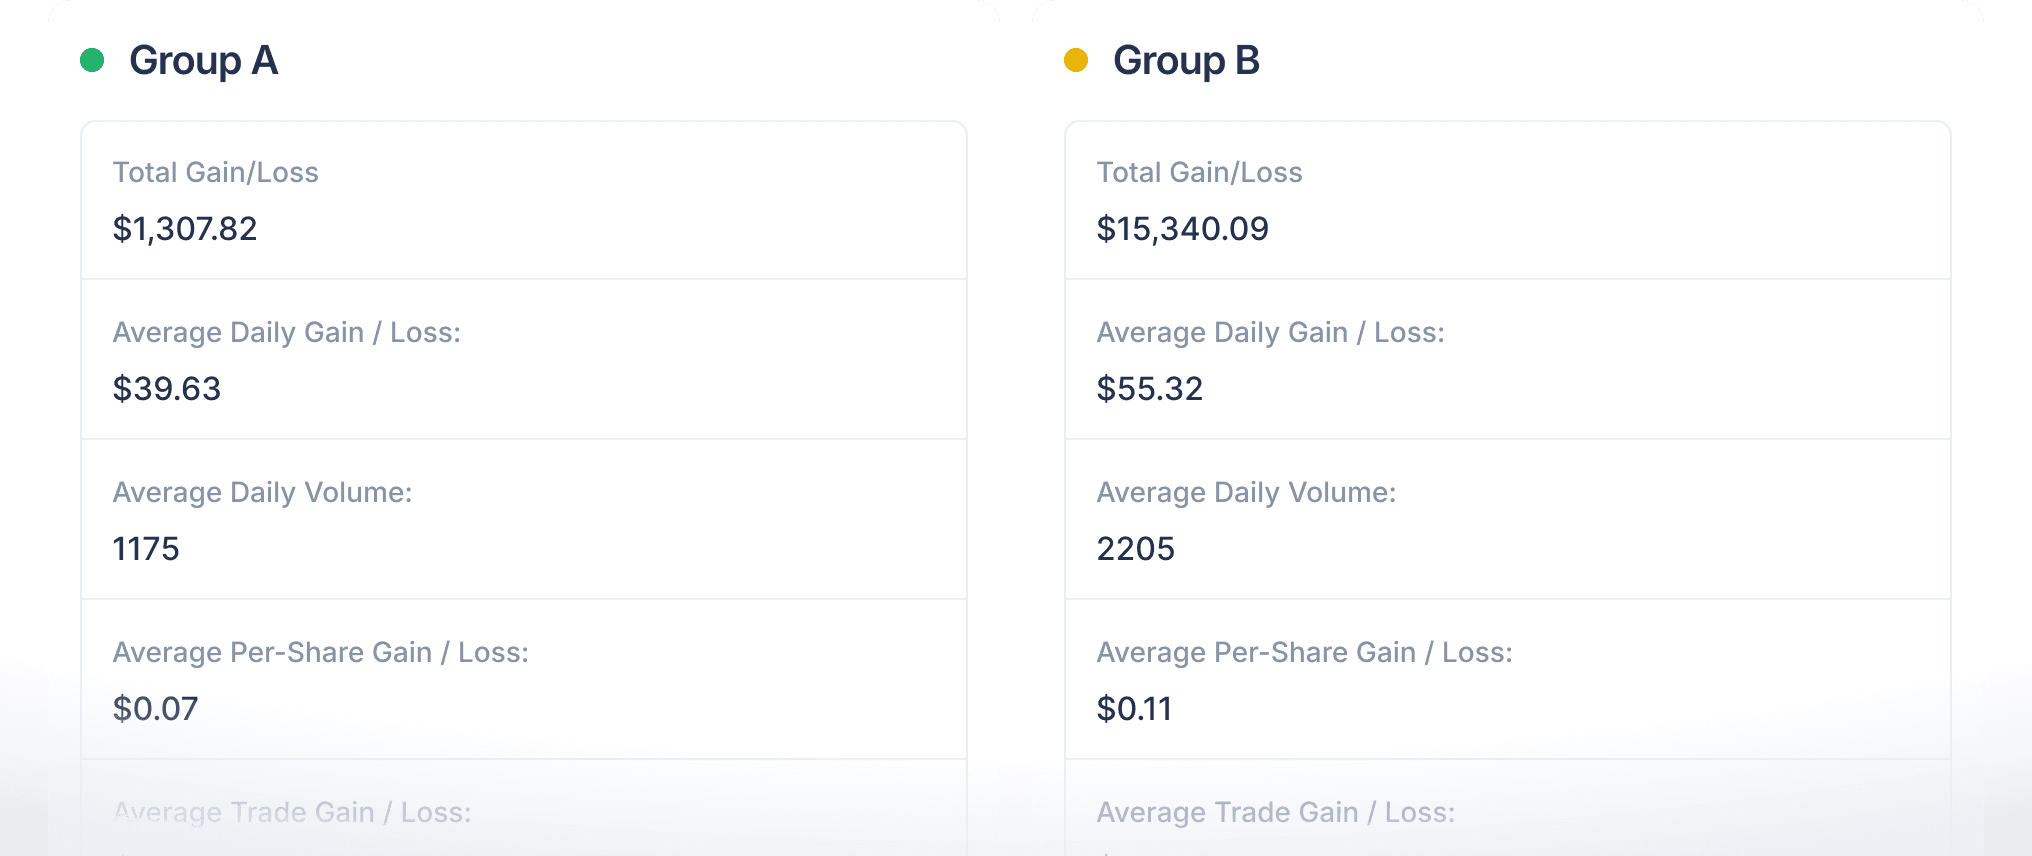 Group A
Total Gain/Loss
$1,307.82
Average Daily Gain / Loss:
$39.63
Average Daily Volume:
1175
Average Per-Share Gain / Loss:
$0.07
Average Trade Gain / Loss:
Group B
Total Gain/Loss
$15,340.09
Average Daily Gain / Loss:
$55.32
Average Daily Volume:
2205
Average Per-Share Gain / Loss:
$0.11
Average Trade Gain / Loss: